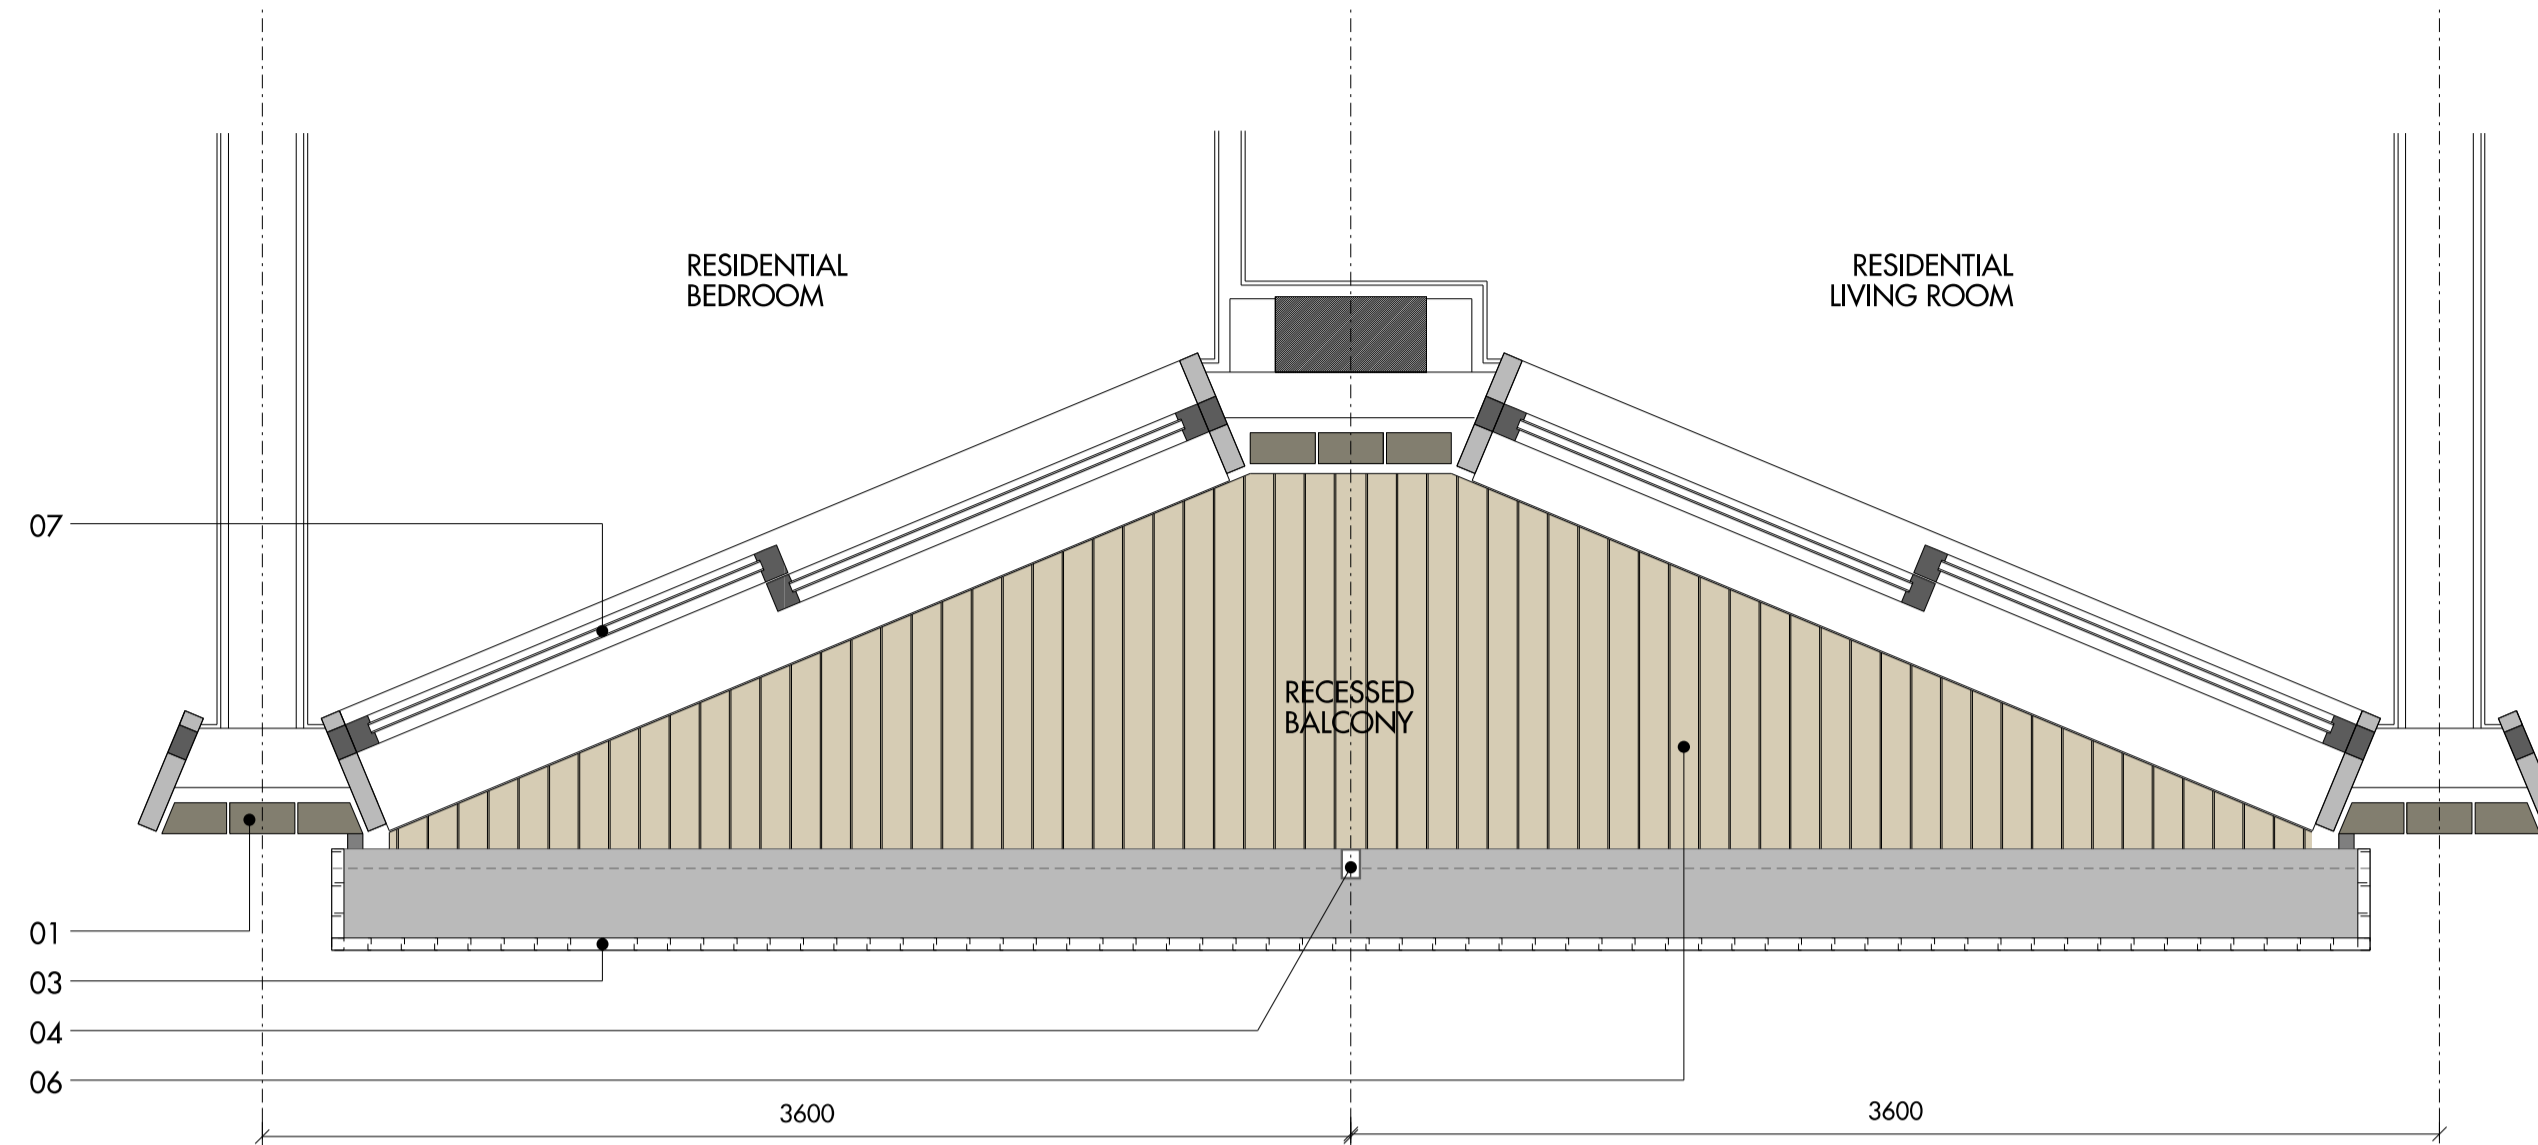 RESIDENTIAL
BEDROOM
RESIDENTIAL
LIVING ROOM
07
RECESSED
BALCONY
01
03
04
06
3600
3600